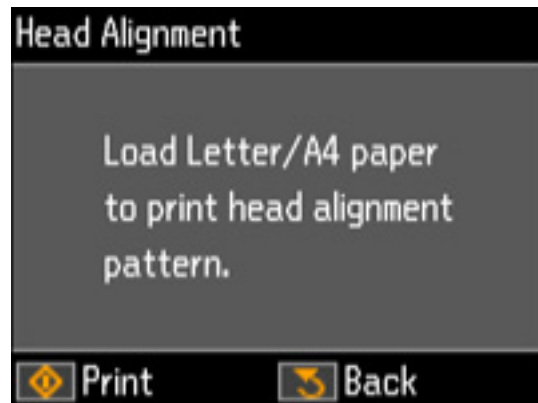 Head Alignment
Load Letter/A4 paper
to print head alignment
pattern.
Print Back